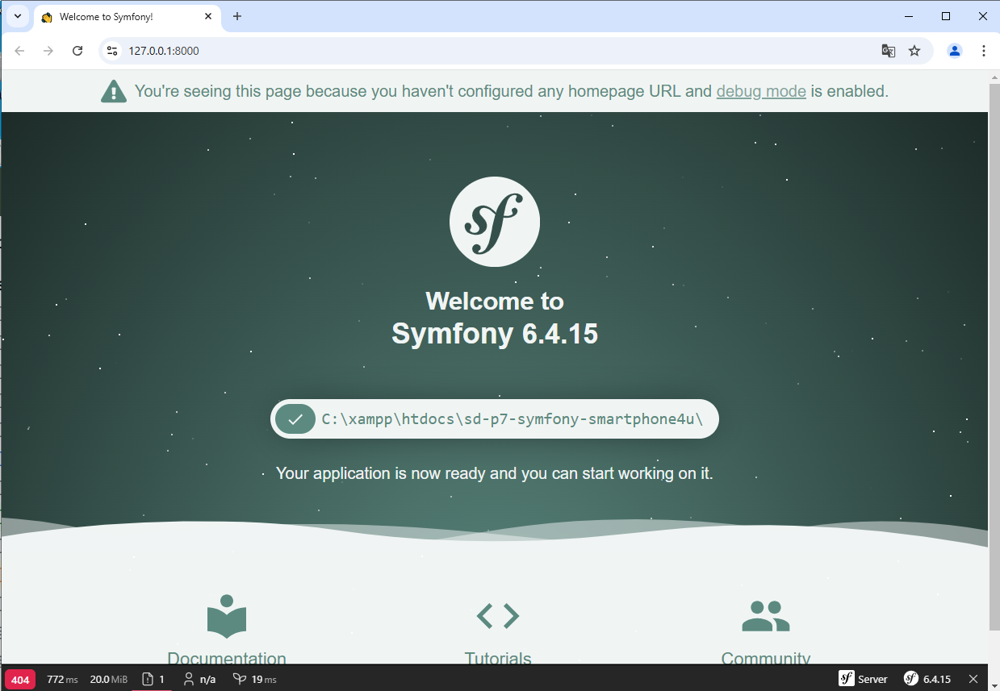 Welcome to Symfony!
127.0.0.1:8000
You're seeing this page because you haven't configured any homepage URL and debug mode is enabled.
sf
Welcome to
Symfony 6.4.15
C:\xampp\htdocs\sd-p7-symfony-smartphone4u\
Your application is now ready and you can start working on it.
Documentation Tutorials Community
404 772 ms 20.0 MiB 1 n/a 19 ms sf Server sf 6.4.15